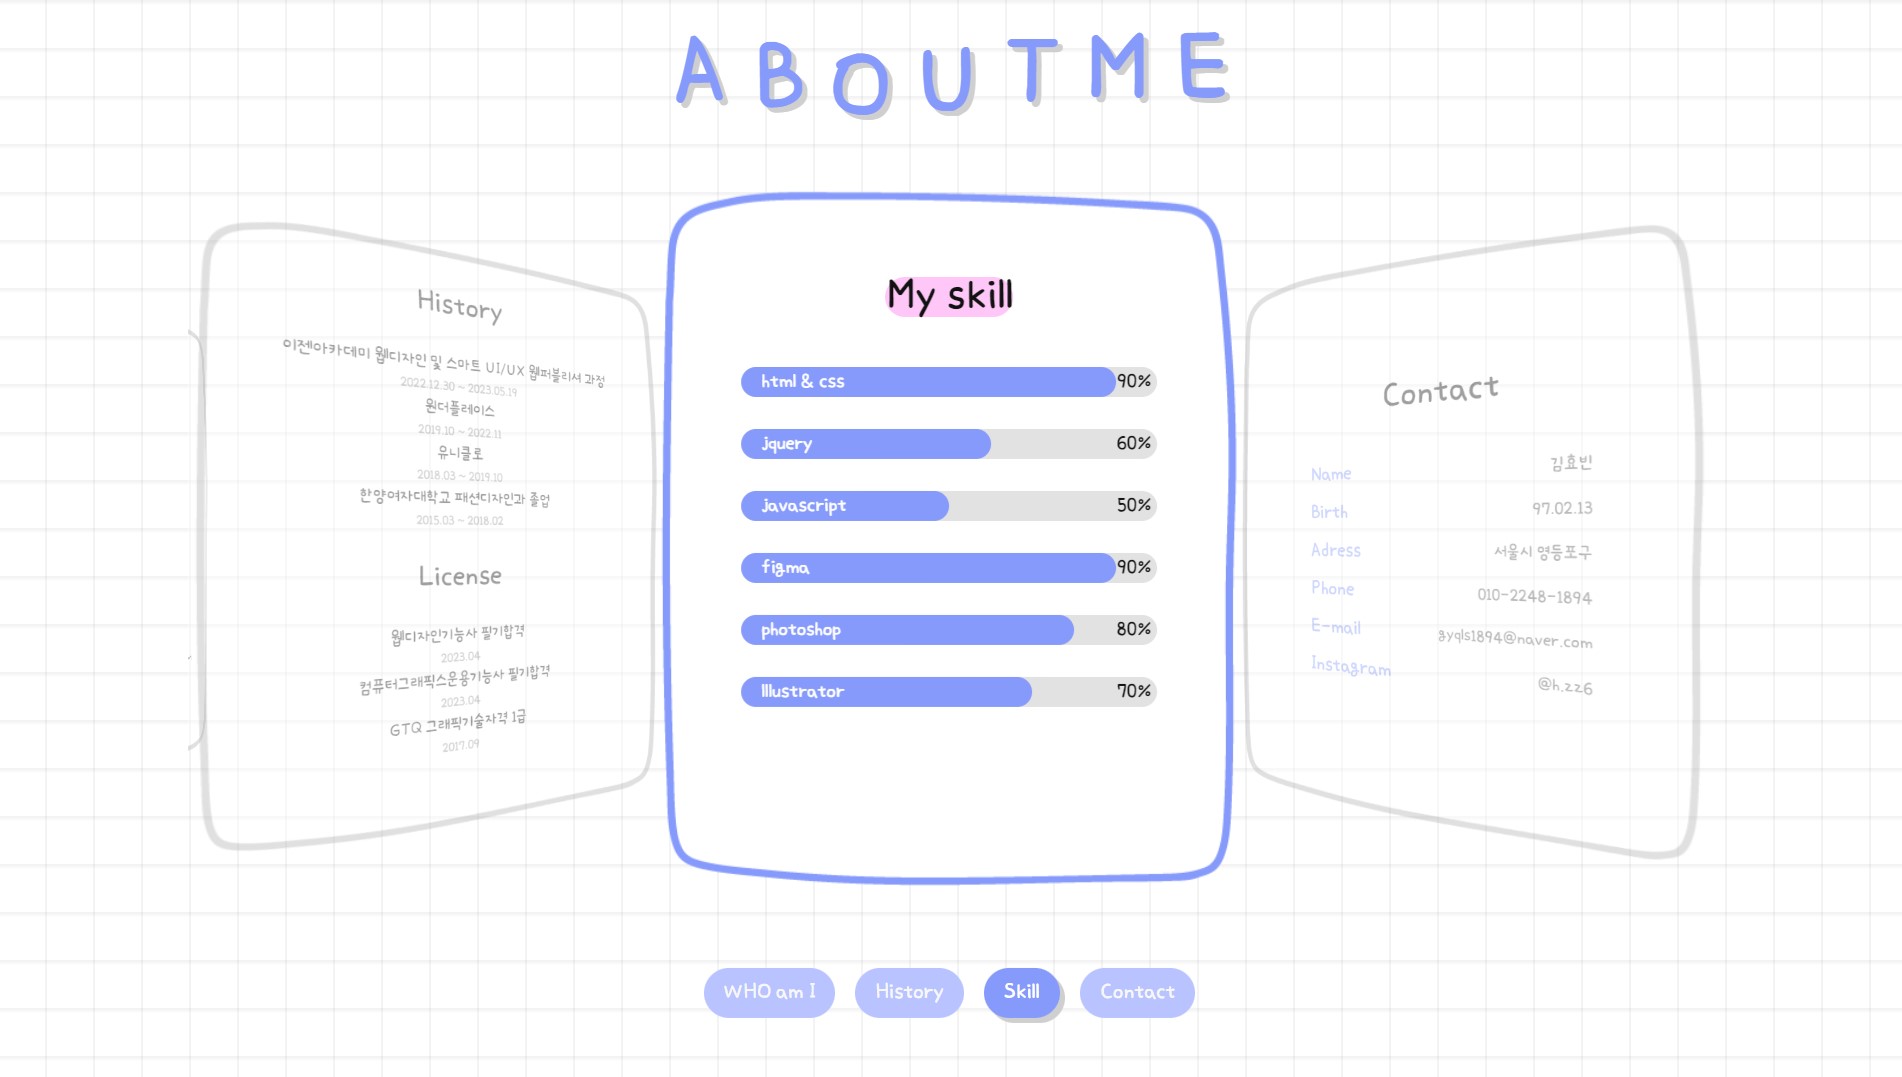 ABOUT ME
History
이젠아카데미 웹디자인 및 스마트 UI/UX 웹퍼블리셔 과정
2022.12.30 ~ 2023.05.19
원더플레이스
2019.10 ~ 2022.11
유니클로
2018.03 ~ 2019.10
한양여자대학교 패션디자인과 졸업
2015.03 ~ 2018.02
License
웹디자인기능사 필기합격
2023.04
컴퓨터그래픽스운용기능사 필기합격
2023.04
GTQ 그래픽기술자격 1급
2017.09
My skill
html & css 90%
jquery 60%
javascript 50%
figma 90%
photoshop 80%
Illustrator 70%
Contact
Name 김효빈
Birth 97.02.13
Adress 서울시 영등포구
Phone 010-2248-1894
E-mail gyqls1894@naver.com
Instagram @h.zz6
WHO am I
History
Skill
Contact